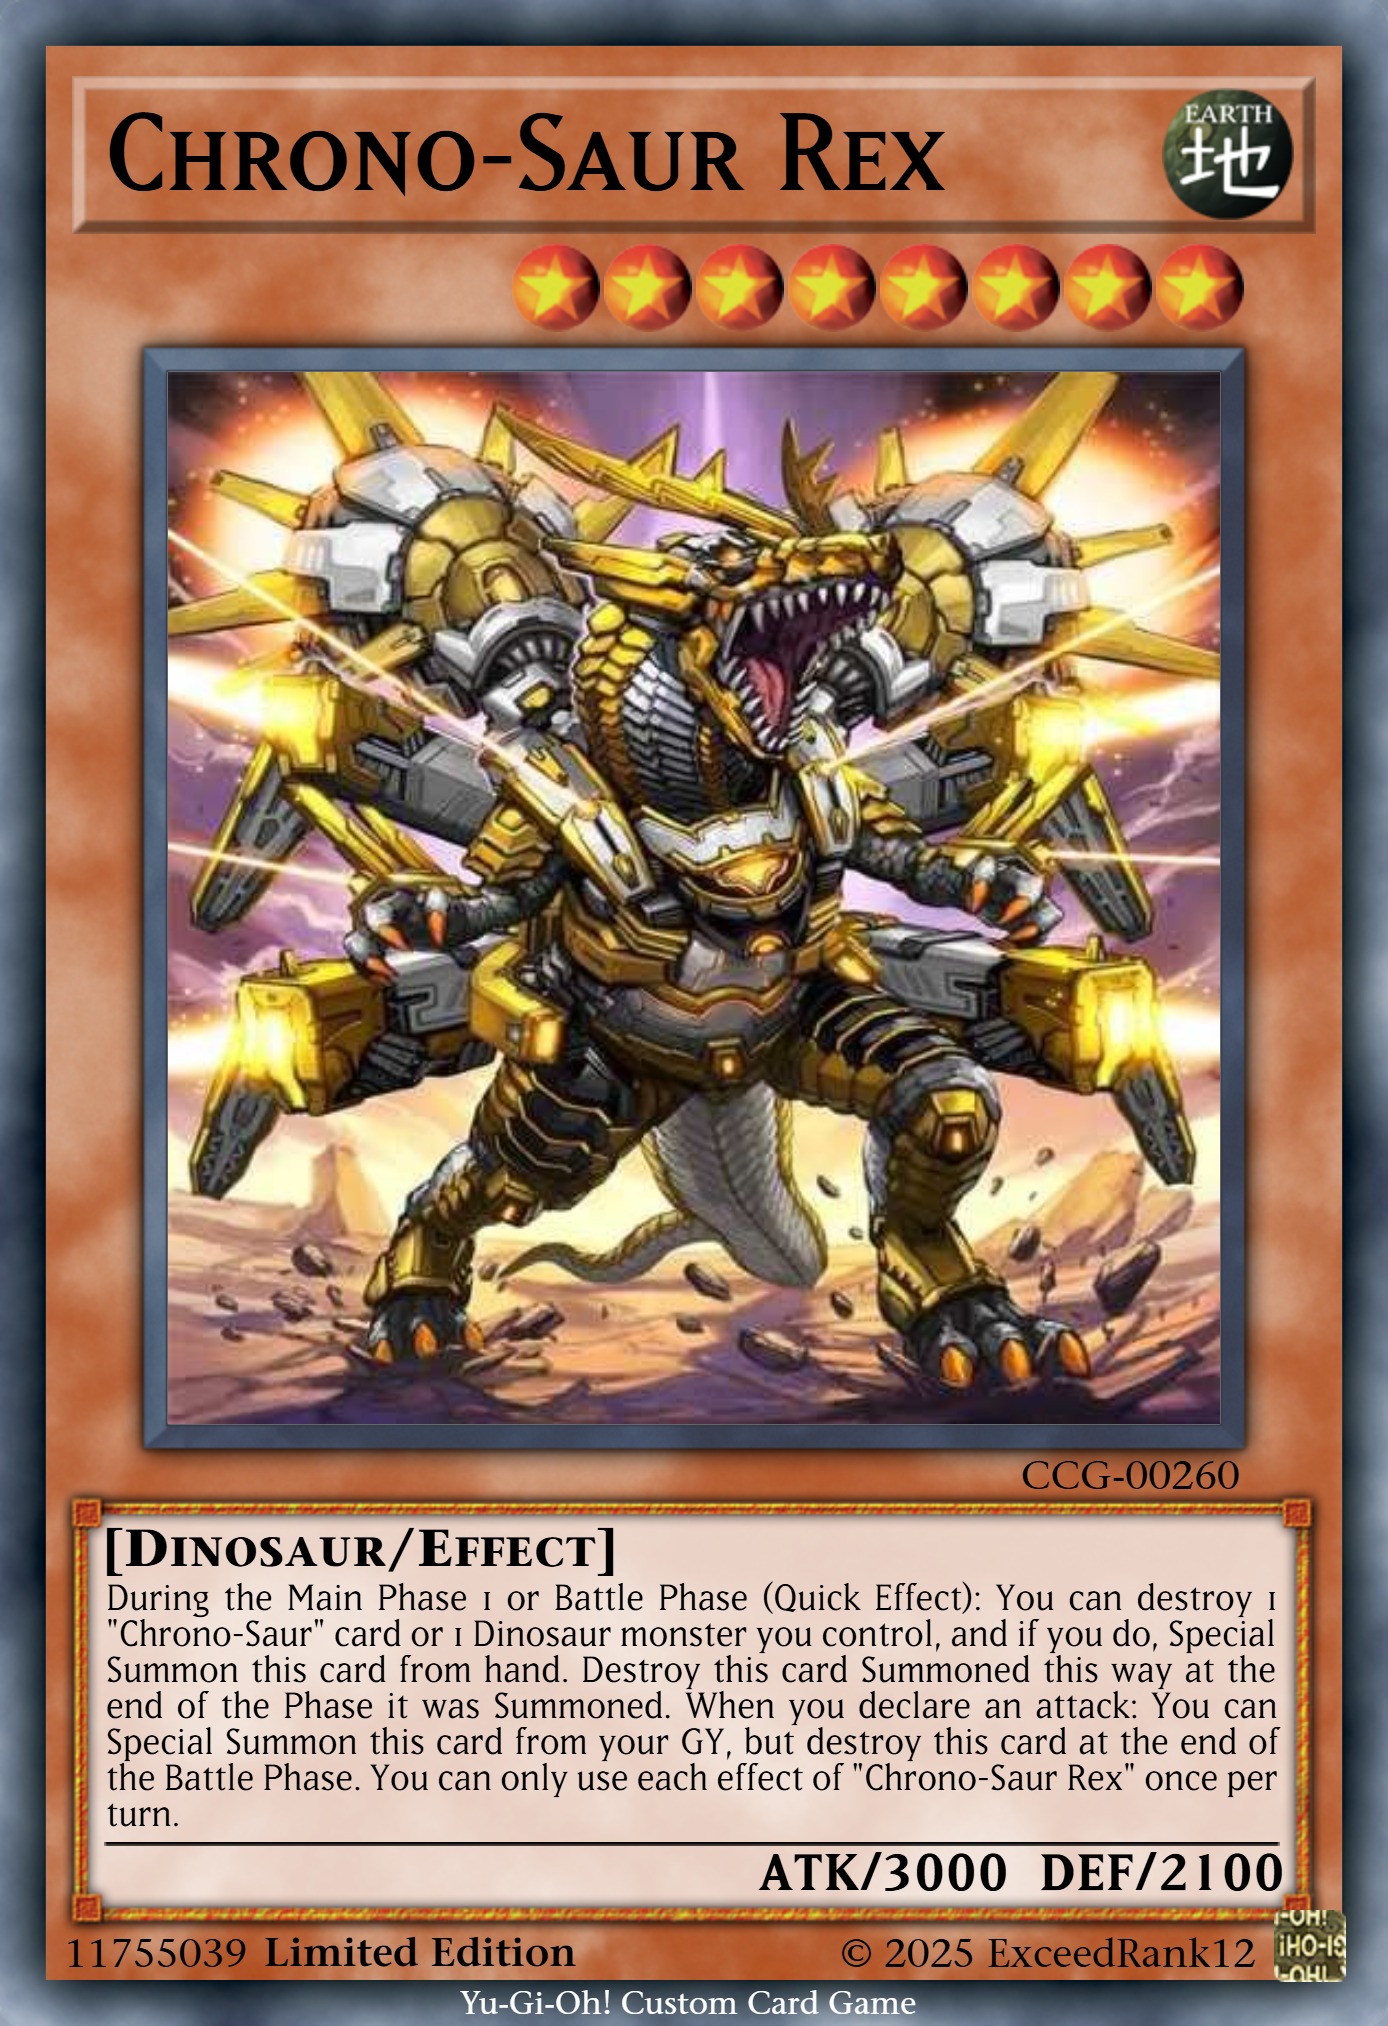 Chrono-Saur Rex
EARTH
地
CCG-00260
[Dinosaur/Effect]
During the Main Phase 1 or Battle Phase (Quick Effect): You can destroy 1
"Chrono-Saur" card or 1 Dinosaur monster you control, and if you do, Special
Summon this card from hand. Destroy this card Summoned this way at the
end of the Phase it was Summoned. When you declare an attack: You can
Special Summon this card from your GY, but destroy this card at the end of
the Battle Phase. You can only use each effect of "Chrono-Saur Rex" once per
turn.
ATK/3000 DEF/2100
11755039 Limited Edition
© 2025 ExceedRank12
Yu-Gi-Oh! Custom Card Game